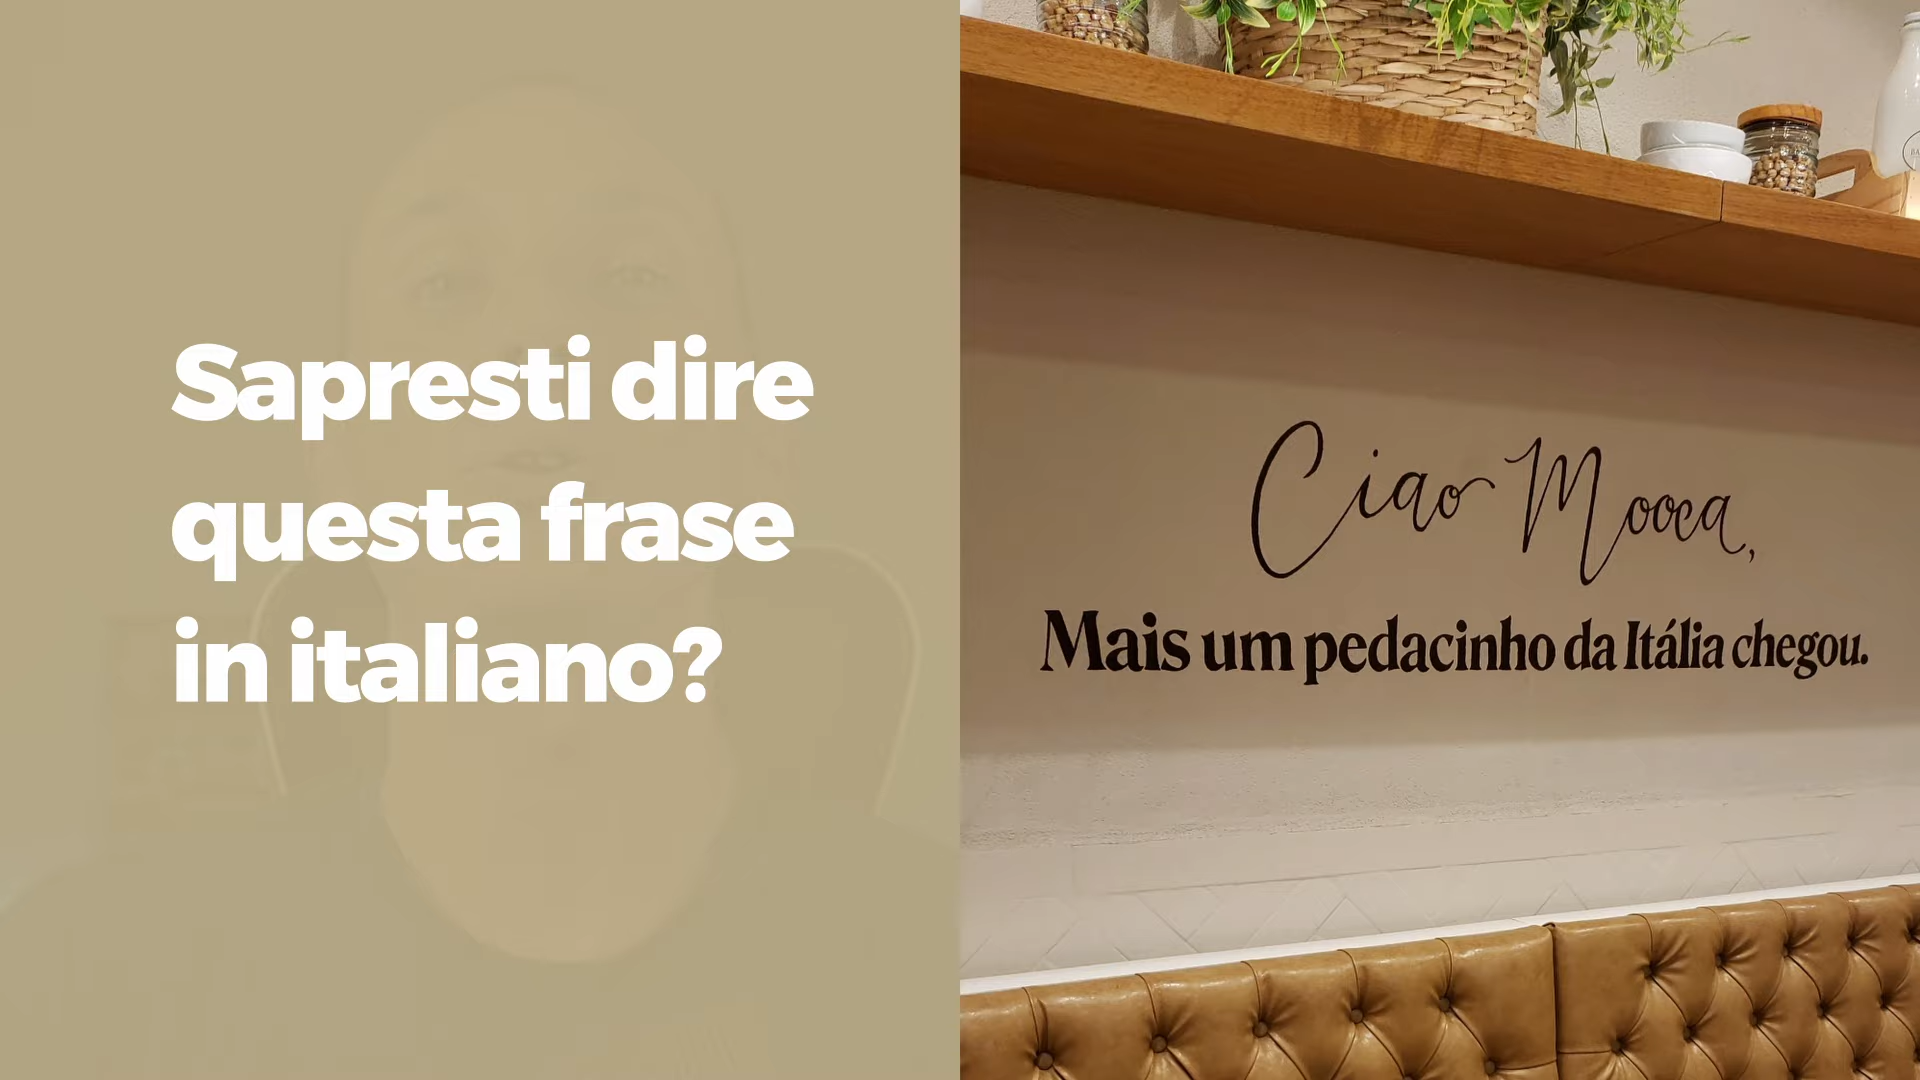 Sapresti dire
questa frase
in italiano?
Ciao Mooca,
Mais um pedacinho da Itália chegou.